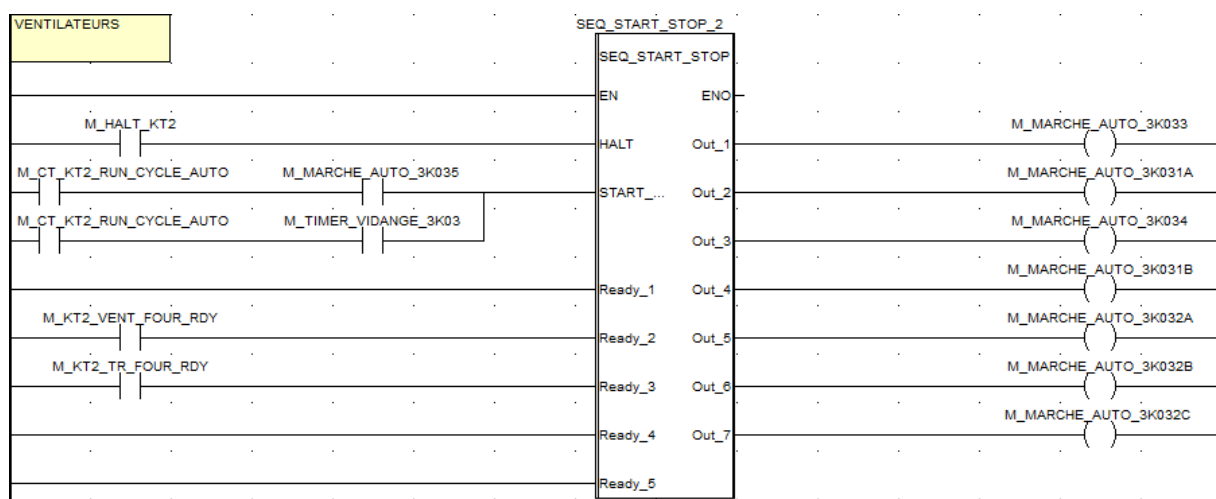 VENTILATEURS
SEQ_START_STOP_2
SEQ_START_STOP
EN ENO
M_HALT_KT2 M_MARCHE_AUTO_3K033
HALT Out_1
M_CT_KT2_RUN_CYCLE_AUTO M_MARCHE_AUTO_3K035 M_MARCHE_AUTO_3K031A
START_... Out_2
M_CT_KT2_RUN_CYCLE_AUTO M_TIMER_VIDANGE_3K03 M_MARCHE_AUTO_3K034
Out_3
M_MARCHE_AUTO_3K031B
Ready_1 Out_4
M_KT2_VENT_FOUR_RDY M_MARCHE_AUTO_3K032A
Ready_2 Out_5
M_KT2_TR_FOUR_RDY M_MARCHE_AUTO_3K032B
Ready_3 Out_6
M_MARCHE_AUTO_3K032C
Ready_4 Out_7
Ready_5